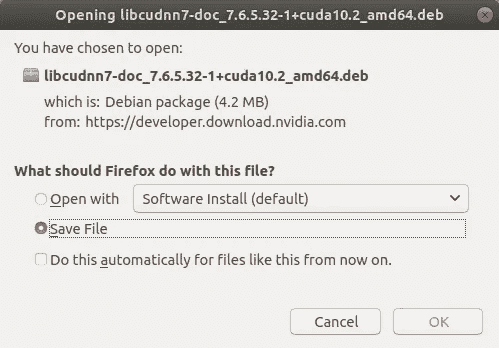 Opening libcudnn7-doc_7.6.5.32-1+cuda10.2_amd64.deb
You have chosen to open:
libcudnn7-doc_7.6.5.32-1+cuda10.2_amd64.deb
which is: Debian package (4.2 MB)
from: https://developer.download.nvidia.com
What should Firefox do with this file?
Open with Software Install (default)
Save File
Do this automatically for files like this from now on.
Cancel OK